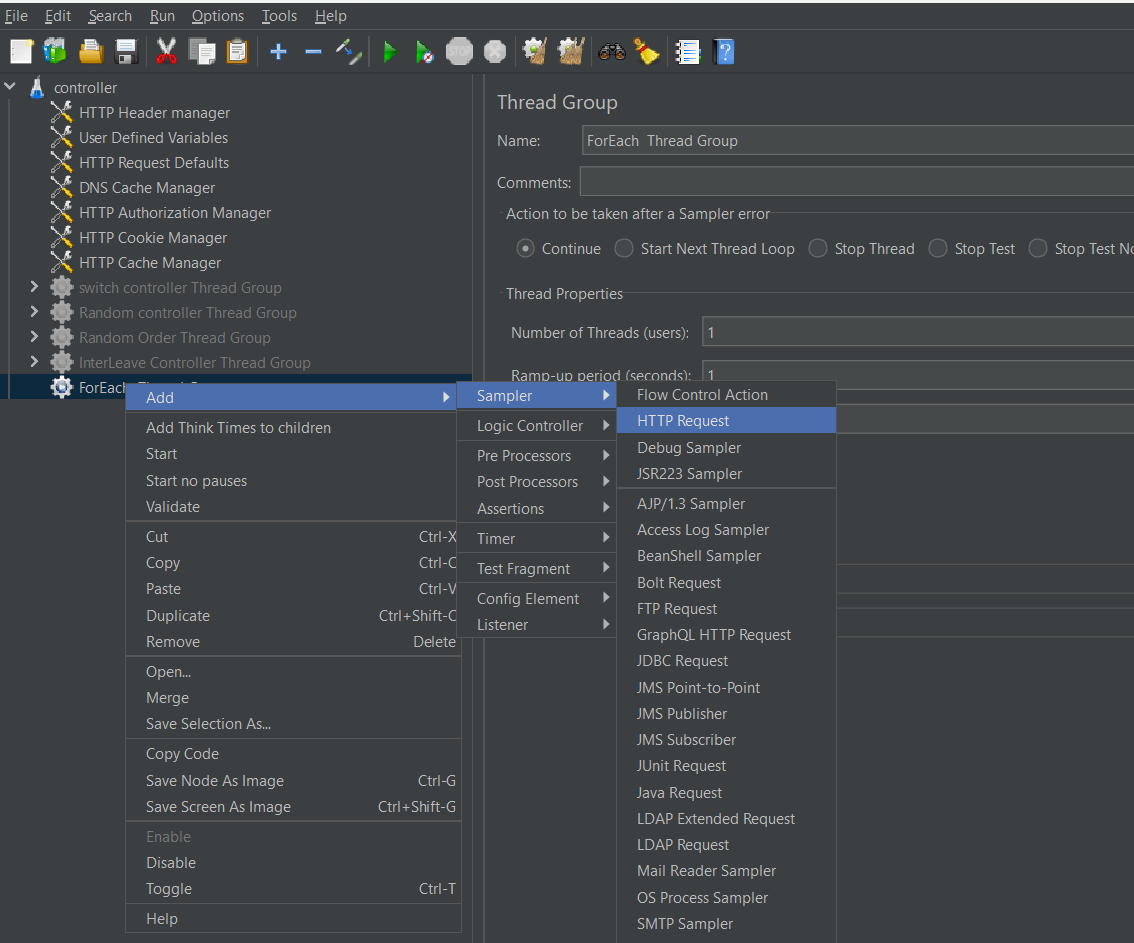 File Edit Search Run Options Tools Help
STOP
controller
HTTP Header manager
User Defined Variables
HTTP Request Defaults
DNS Cache Manager
HTTP Authorization Manager
HTTP Cookie Manager
HTTP Cache Manager
switch controller Thread Group
Random controller Thread Group
Random Order Thread Group
InterLeave Controller Thread Group
ForEach
Add
Add Think Times to children
Start
Start no pauses
Validate
Cut Ctrl-X
Copy Ctrl-C
Paste Ctrl-V
Duplicate Ctrl+Shift-C
Remove Delete
Open...
Merge
Save Selection As...
Copy Code
Save Node As Image Ctrl-G
Save Screen As Image Ctrl+Shift-G
Enable
Disable
Toggle Ctrl-T
Help
Sampler
Logic Controller
Pre Processors
Post Processors
Assertions
Timer
Test Fragment
Config Element
Listener
Flow Control Action
HTTP Request
Debug Sampler
JSR223 Sampler
AJP/1.3 Sampler
Access Log Sampler
BeanShell Sampler
Bolt Request
FTP Request
GraphQL HTTP Request
JDBC Request
JMS Point-to-Point
JMS Publisher
JMS Subscriber
JUnit Request
Java Request
LDAP Extended Request
LDAP Request
Mail Reader Sampler
OS Process Sampler
SMTP Sampler
Thread Group
Name: ForEach Thread Group
Comments:
Action to be taken after a Sampler error
Continue Start Next Thread Loop Stop Thread Stop Test Stop Test No
Thread Properties
Number of Threads (users): 1
Ramp-up period (seconds): 1